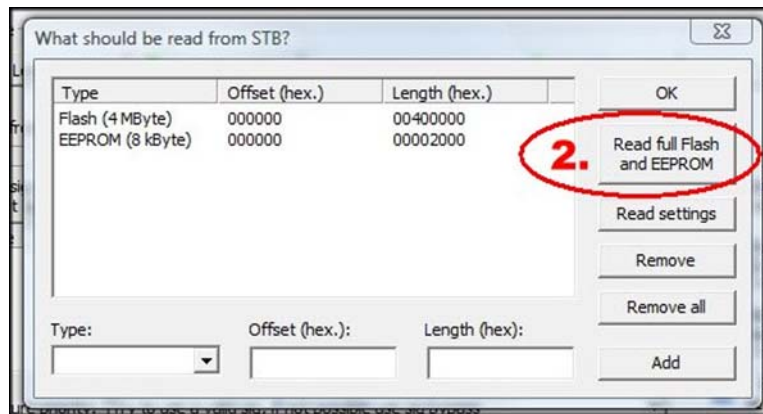 What should be read from STB?
Type Offset (hex.) Length (hex.)
Flash (4 MByte) 000000 00400000
EEPROM (8 kByte) 000000 00002000
OK
2.
Read full Flash
and EEPROM
Read settings
Remove
Remove all
Type: Offset (hex.): Length (hex):
Add